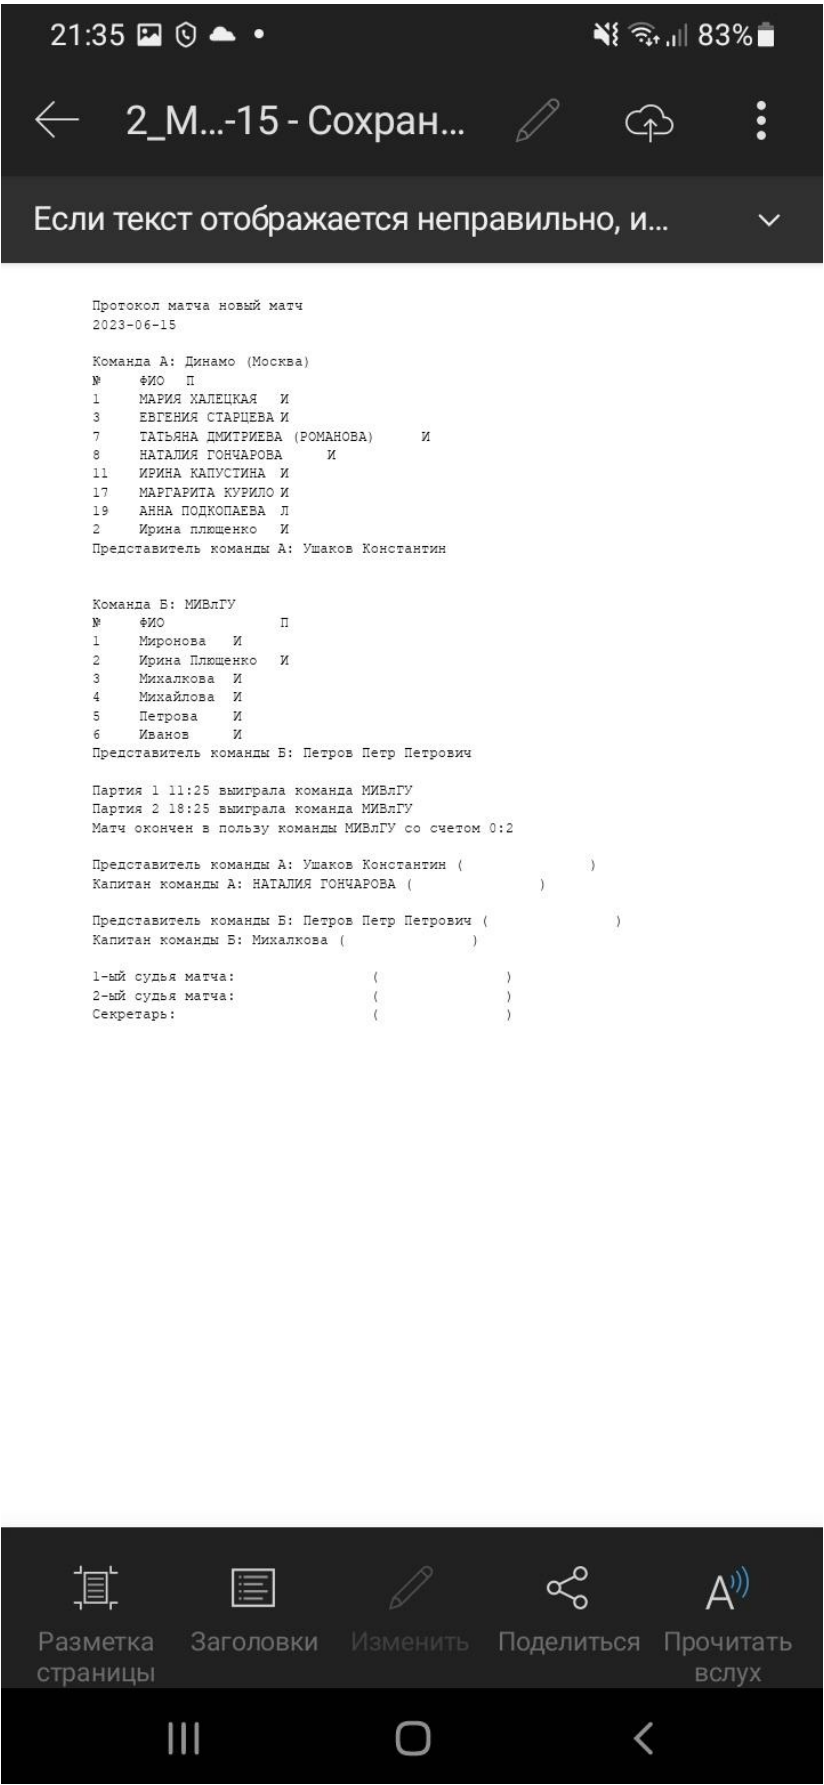 21:35 83%
2_М...-15 - Сохран...
Если текст отображается неправильно, и...
Протокол матча новый матч
2023-06-15
Команда А: Динамо (Москва)
№ ФИО П
1 МАРИЯ ХАЛЕЦКАЯ И
3 ЕВГЕНИЯ СТАРЦЕВА И
7 ТАТЬЯНА ДМИТРИЕВА (РОМАНОВА) И
8 НАТАЛИЯ ГОНЧАРОВА И
11 ИРИНА КАПУСТИНА И
17 МАРГАРИТА КУРИЛО И
19 АННА ПОДКОПАЕВА Л
2 Ирина плющенко И
Представитель команды А: Ушаков Константин
Команда Б: МИВлГУ
№ ФИО П
1 Миронова И
2 Ирина Плющенко И
3 Михалкова И
4 Михайлова И
5 Петрова И
6 Иванов И
Представитель команды Б: Петров Петр Петрович
Партия 1 11:25 выиграла команда МИВлГУ
Партия 2 18:25 выиграла команда МИВлГУ
Матч окончен в пользу команды МИВлГУ со счетом 0:2
Представитель команды А: Ушаков Константин ( )
Капитан команды А: НАТАЛИЯ ГОНЧАРОВА ( )
Представитель команды Б: Петров Петр Петрович ( )
Капитан команды Б: Михалкова ( )
1-ый судья матча: ( )
2-ый судья матча: ( )
Секретарь: ( )
Разметка страницы
Заголовки
Изменить
Поделиться
Прочитать вслух